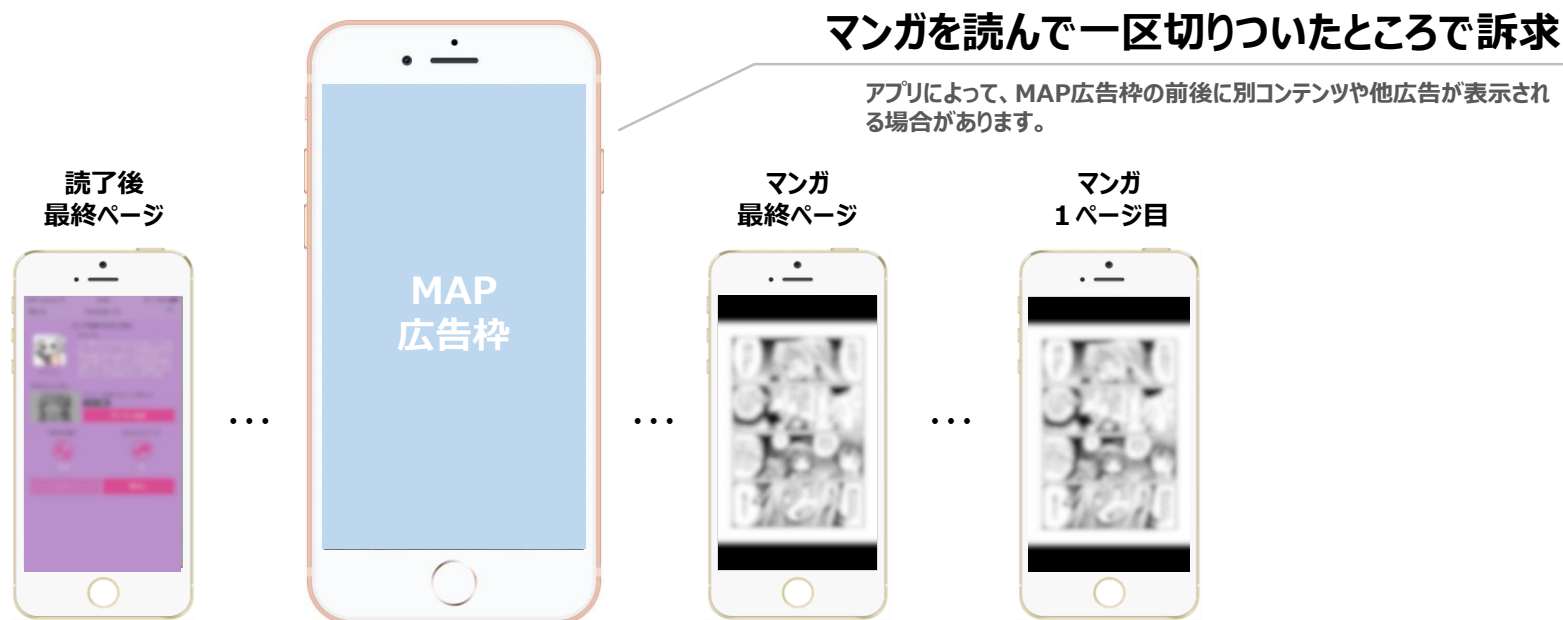 マンガを読んで一区切りついたところで訴求
アプリによって、MAP広告枠の前後に別コンテンツや他広告が表示され
る場合があります。
読了後
最終ページ
MAP
広告枠
マンガ
最終ページ
マンガ
1ページ目
...
...
...